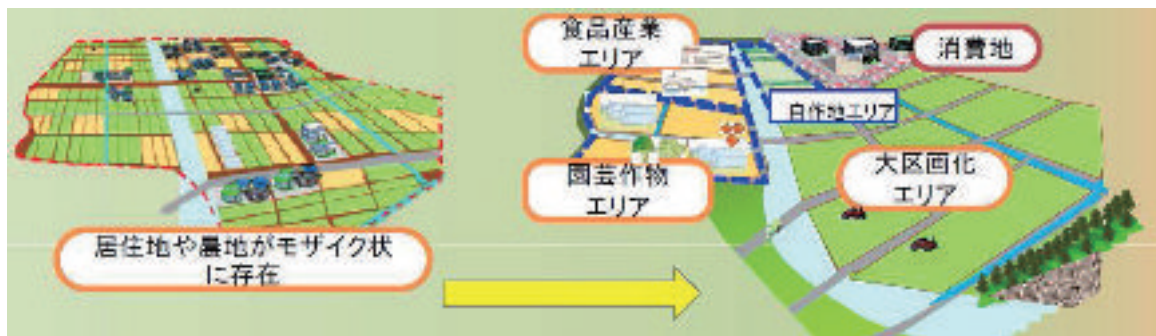 居住地や農地がモザイク状
に存在
食品産業
エリア
消費地
自作地エリア
園芸作物
エリア
大区画化
エリア